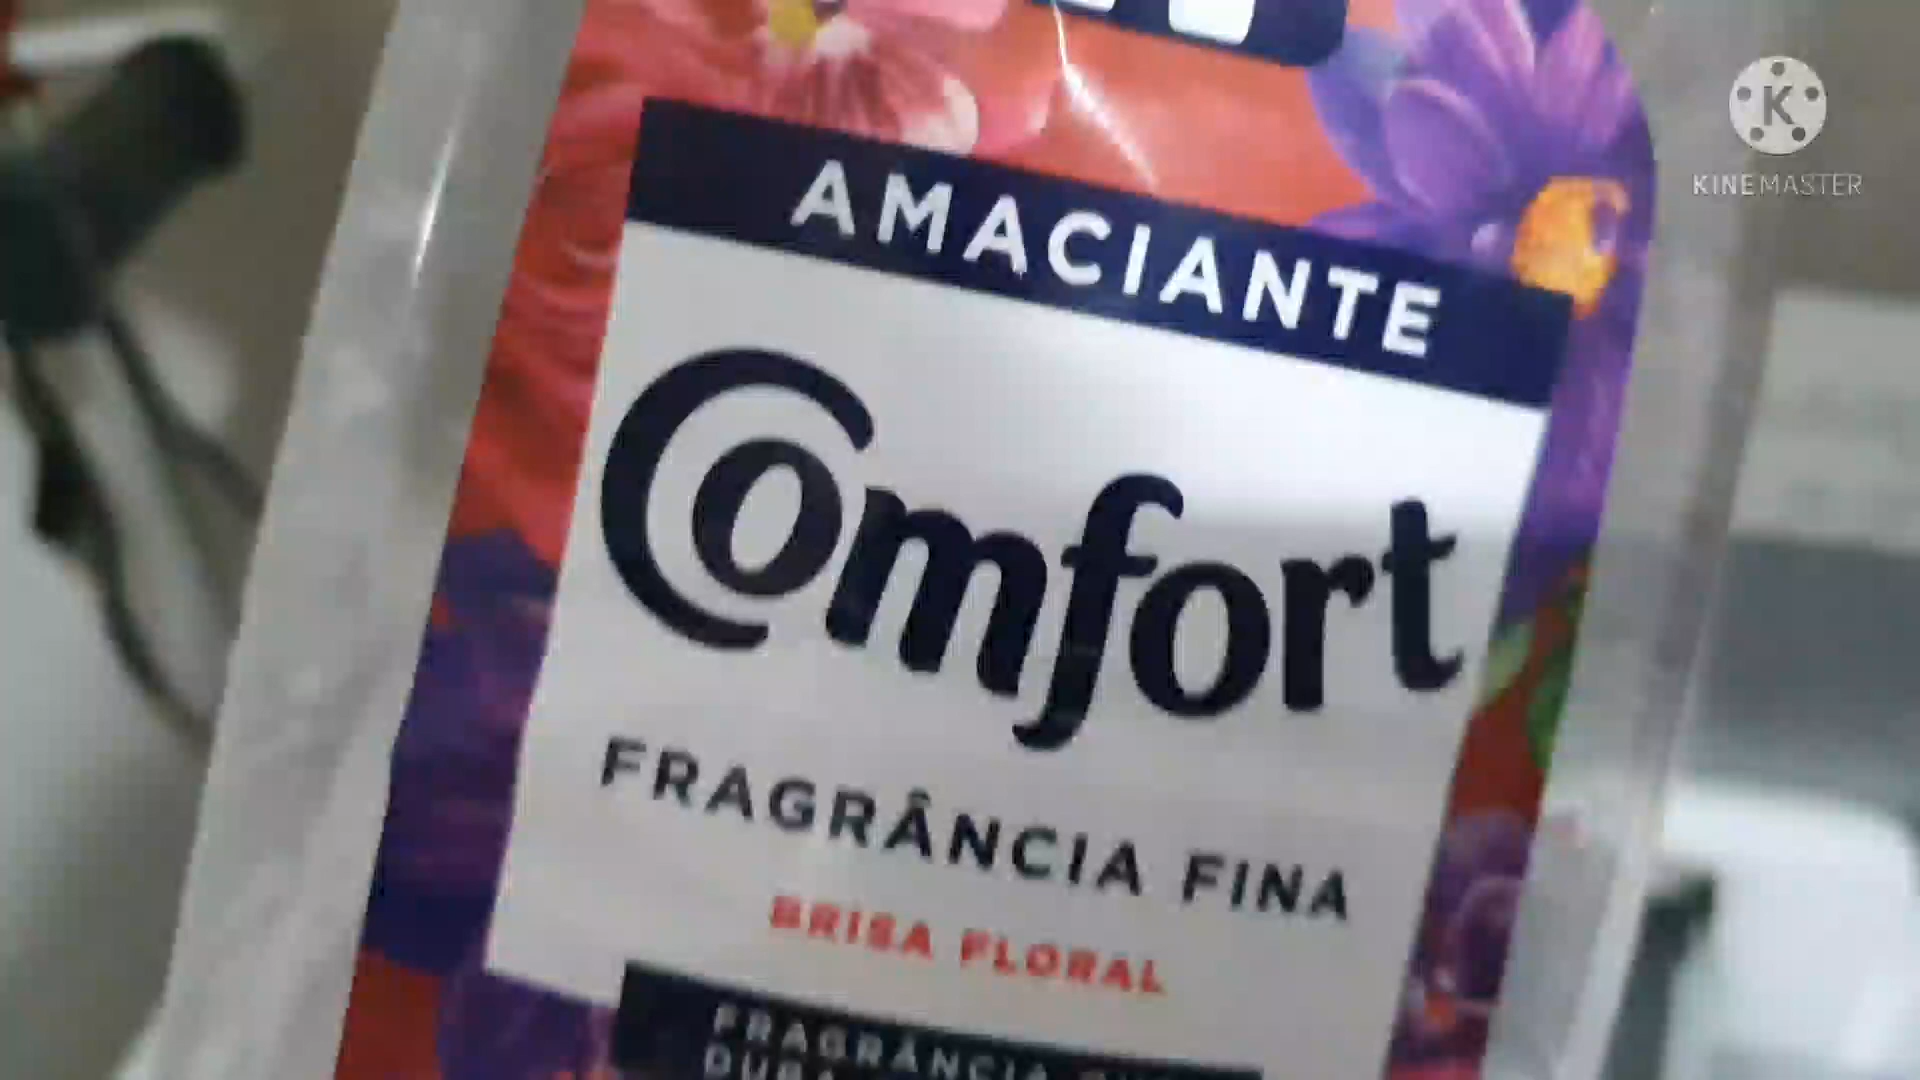 K
KINEMASTER
AMACIANTE
Comfort
FRAGRÂNCIA FINA
BRISA FLORAL
FRAGRÂNCIA